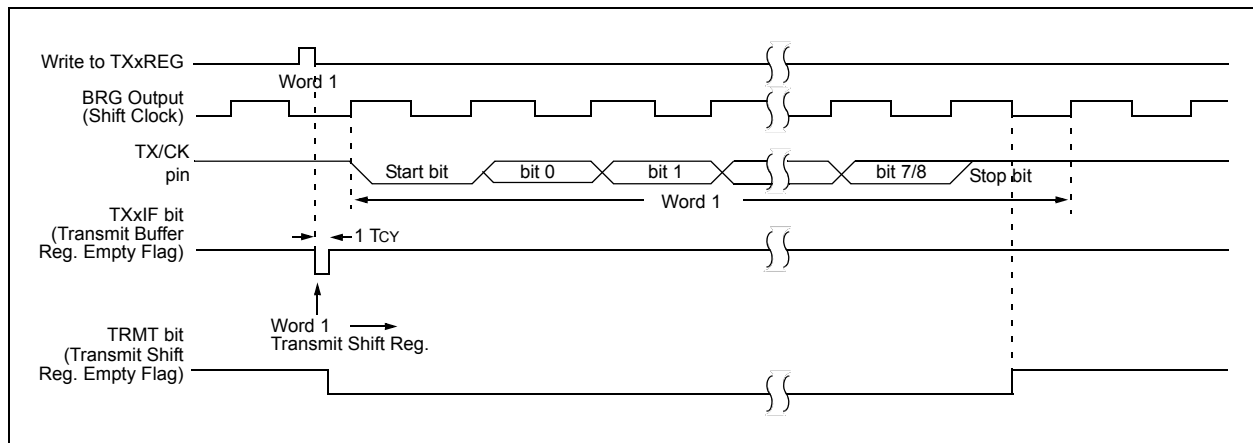 Write to TXxREG
Word 1
BRG Output
(Shift Clock)
TX/CK
pin
Start bit
bit 0
bit 1
bit 7/8
Stop bit
Word 1
TXxIF bit
(Transmit Buffer
Reg. Empty Flag)
1 TCY
Word 1
Transmit Shift Reg.
TRMT bit
(Transmit Shift
Reg. Empty Flag)